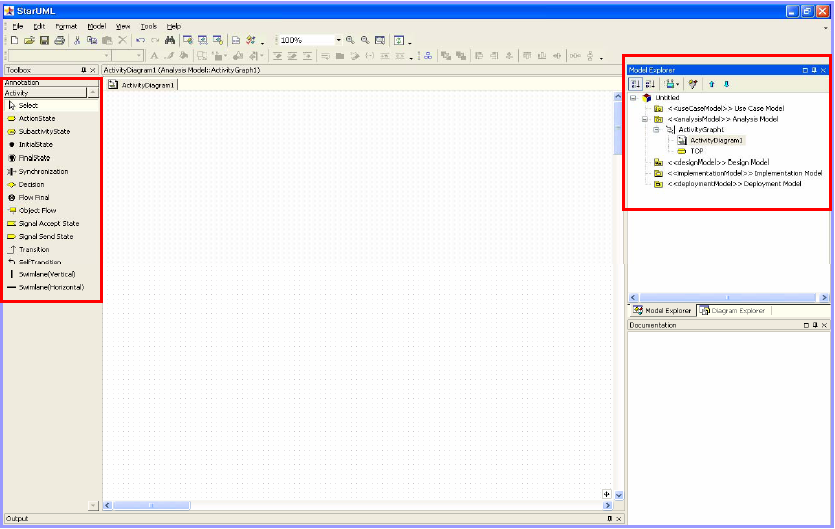 StarUML
File Edit Format Model View Tools Help
100%
Toolbox
Annotation
Activity
Select
ActionState
SubactivityState
InitialState
FinalState
Synchronization
Decision
Flow Final
Object Flow
Signal Accept State
Signal Send State
Transition
SelfTransition
Swimlane(Vertical)
Swimlane(Horizontal)
ActivityDiagram1 (Analysis Model::ActivityGraph1)
ActivityDiagram1
Model Explorer
Untitled
<<useCaseModel>> Use Case Model
<<analysisModel>> Analysis Model
ActivityGraph1
ActivityDiagram1
TOP
<<designModel>> Design Model
<<implementationModel>> Implementation Model
<<deploymentModel>> Deployment Model
Model Explorer Diagram Explorer
Documentation
Output